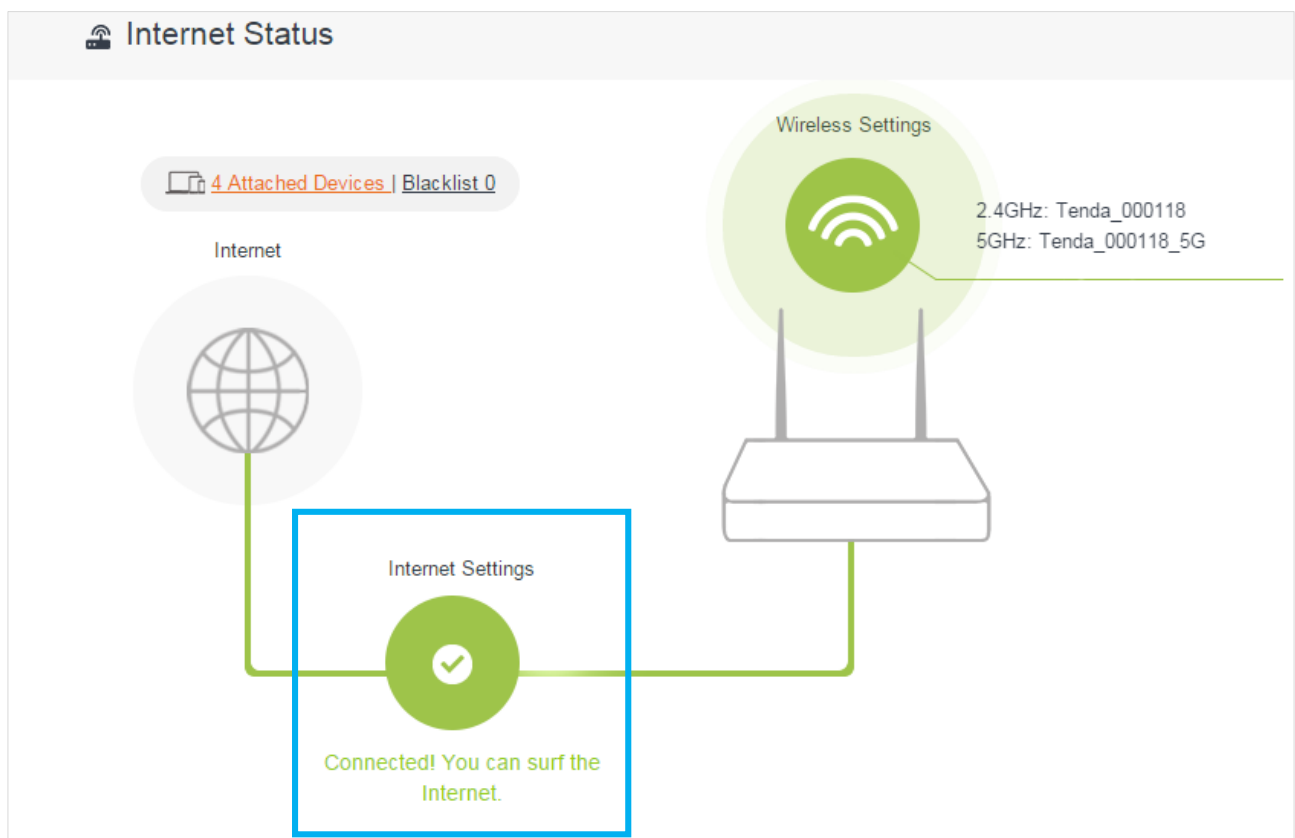 Internet Status
Wireless Settings
4 Attached Devices | Blacklist 0
2.4GHz: Tenda_000118
5GHz: Tenda_000118_5G
Internet
Internet Settings
Connected! You can surf the
Internet.